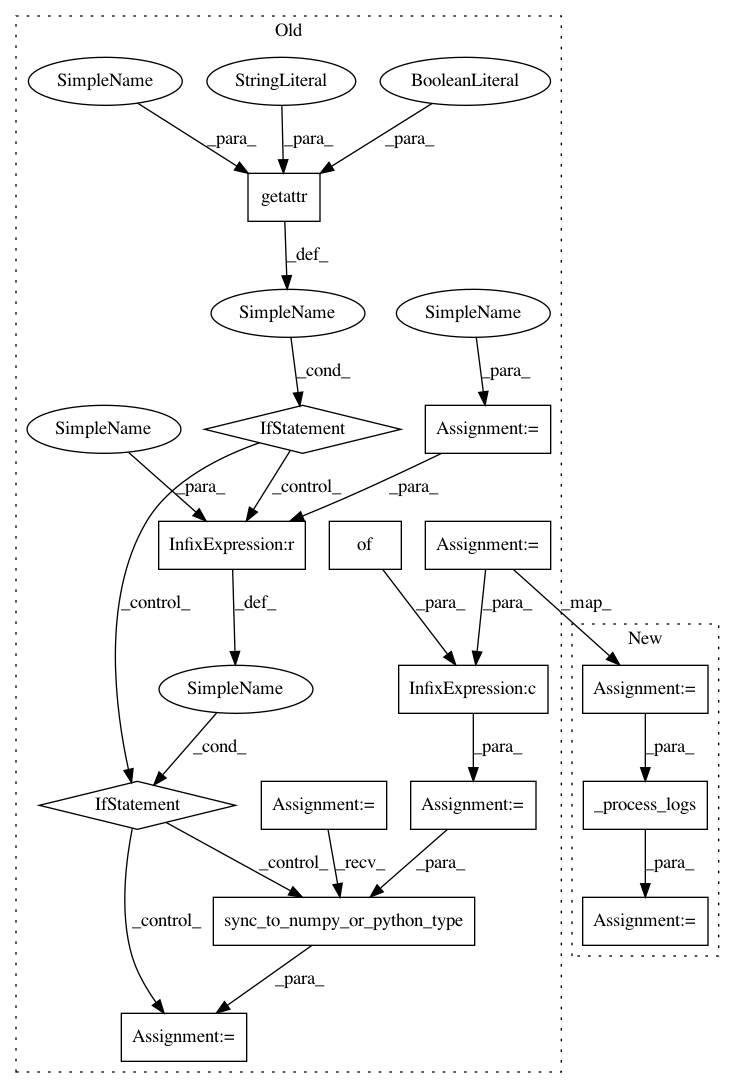 Old
SimpleName
StringLiteral
BooleanLiteral
_para_
_para_
_para_
getattr
_def_
SimpleName
SimpleName
_cond_
_para_
SimpleName
IfStatement
Assignment:=
_para_
_control_
_para_
InfixExpression:r
of
Assignment:=
_control_
_def_
_para_
_para_
_map_
New
SimpleName
InfixExpression:c
Assignment:=
_cond_
_para_
_para_
IfStatement
Assignment:=
Assignment:=
_process_logs
_control_
_recv_
_para_
_para_
_control_
sync_to_numpy_or_python_type
Assignment:=
_para_
Assignment:=